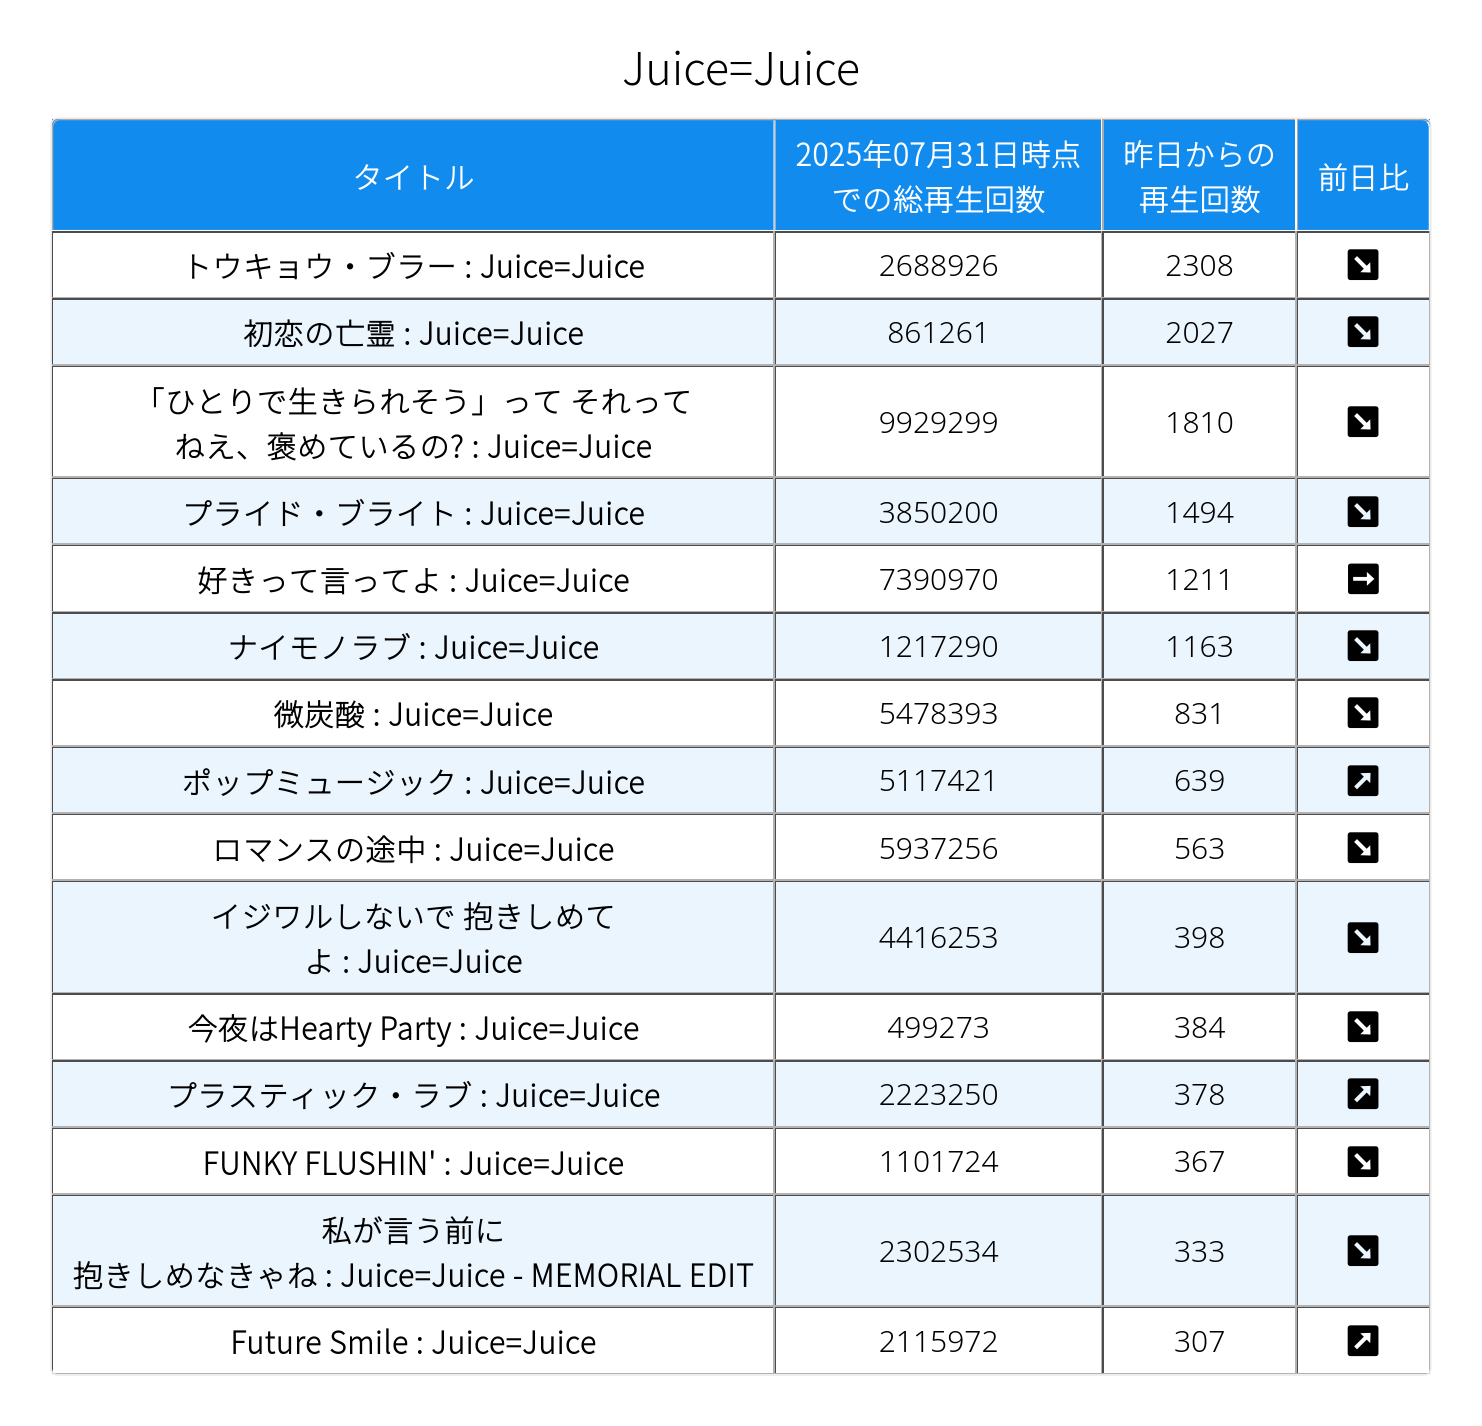 Juice=Juice
タイトル
2025年07月31日時点
での総再生回数
昨日からの
再生回数
前日比
トウキョウ・ブラー : Juice=Juice 2688926 2308 ↘
初恋の亡霊 : Juice=Juice 861261 2027 ↘
「ひとりで生きられそう」って それって
ねえ、褒めているの? : Juice=Juice
9929299 1810 ↘
プライド・ブライト : Juice=Juice 3850200 1494 ↘
好きって言ってよ : Juice=Juice 7390970 1211 →
ナイモノラブ : Juice=Juice 1217290 1163 ↘
微炭酸 : Juice=Juice 5478393 831 ↘
ポップミュージック : Juice=Juice 5117421 639 ↗
ロマンスの途中 : Juice=Juice 5937256 563 ↘
イジワルしないで 抱きしめて
よ : Juice=Juice
4416253 398 ↘
今夜はHearty Party : Juice=Juice 499273 384 ↘
プラスティック・ラブ : Juice=Juice 2223250 378 ↗
FUNKY FLUSHIN' : Juice=Juice 1101724 367 ↘
私が言う前に
抱きしめなきゃね : Juice=Juice - MEMORIAL EDIT
2302534 333 ↘
Future Smile : Juice=Juice 2115972 307 ↗